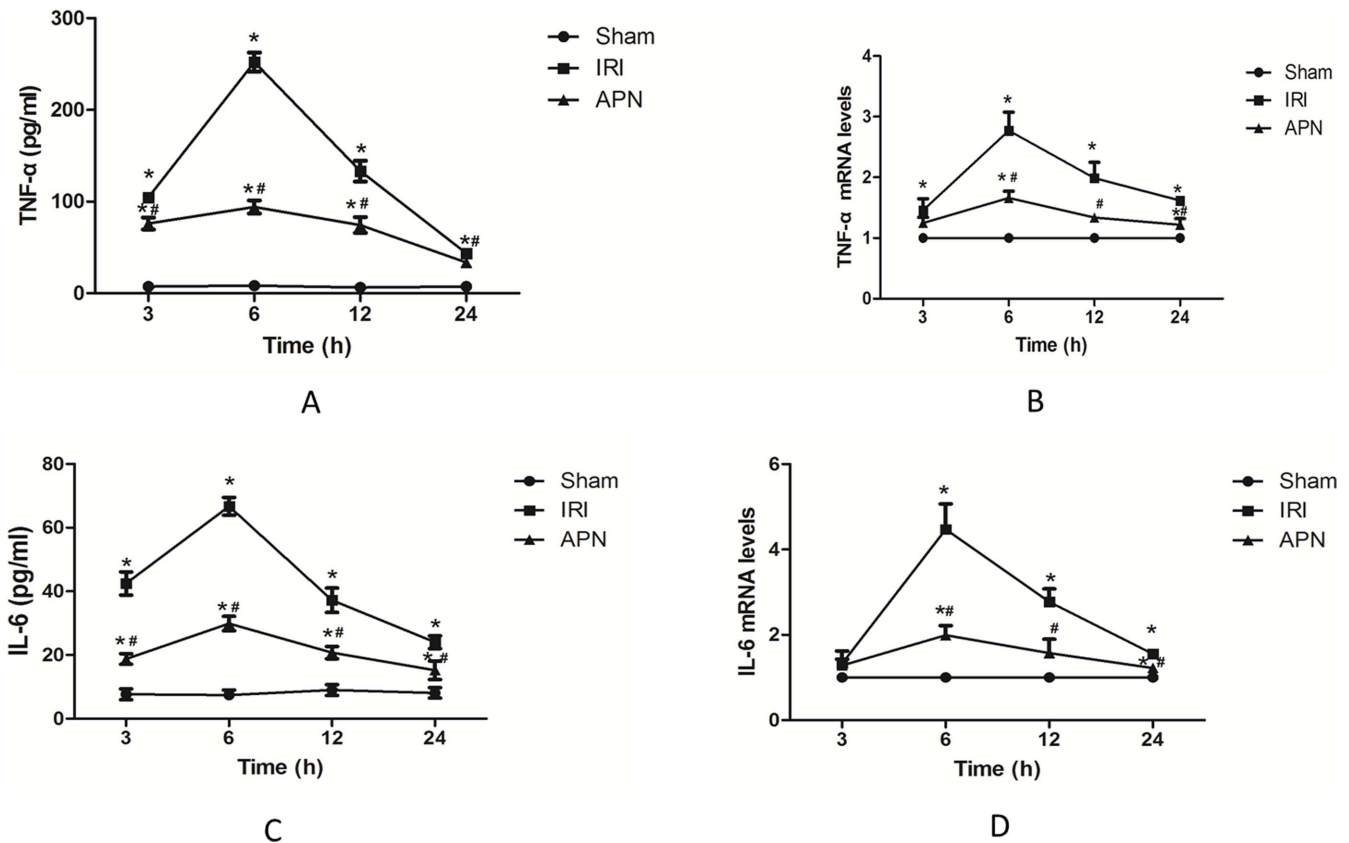 300
200
100
0
TNF-α (pg/ml)
Sham
IRI
APN
*
*
*
*#
*#
*#
*#
3 6 12 24
Time (h)
A
4
3
2
1
0
TNF-α mRNA levels
Sham
IRI
APN
*
*
*
*
*#
#
*#
3 6 12 24
Time (h)
B
80
60
40
20
0
IL-6 (pg/ml)
Sham
IRI
APN
*
*
*
*
*#
*#
*#
*#
3 6 12 24
Time (h)
C
6
4
2
0
IL-6 mRNA levels
Sham
IRI
APN
*
*
*
*#
#
*#
3 6 12 24
Time (h)
D